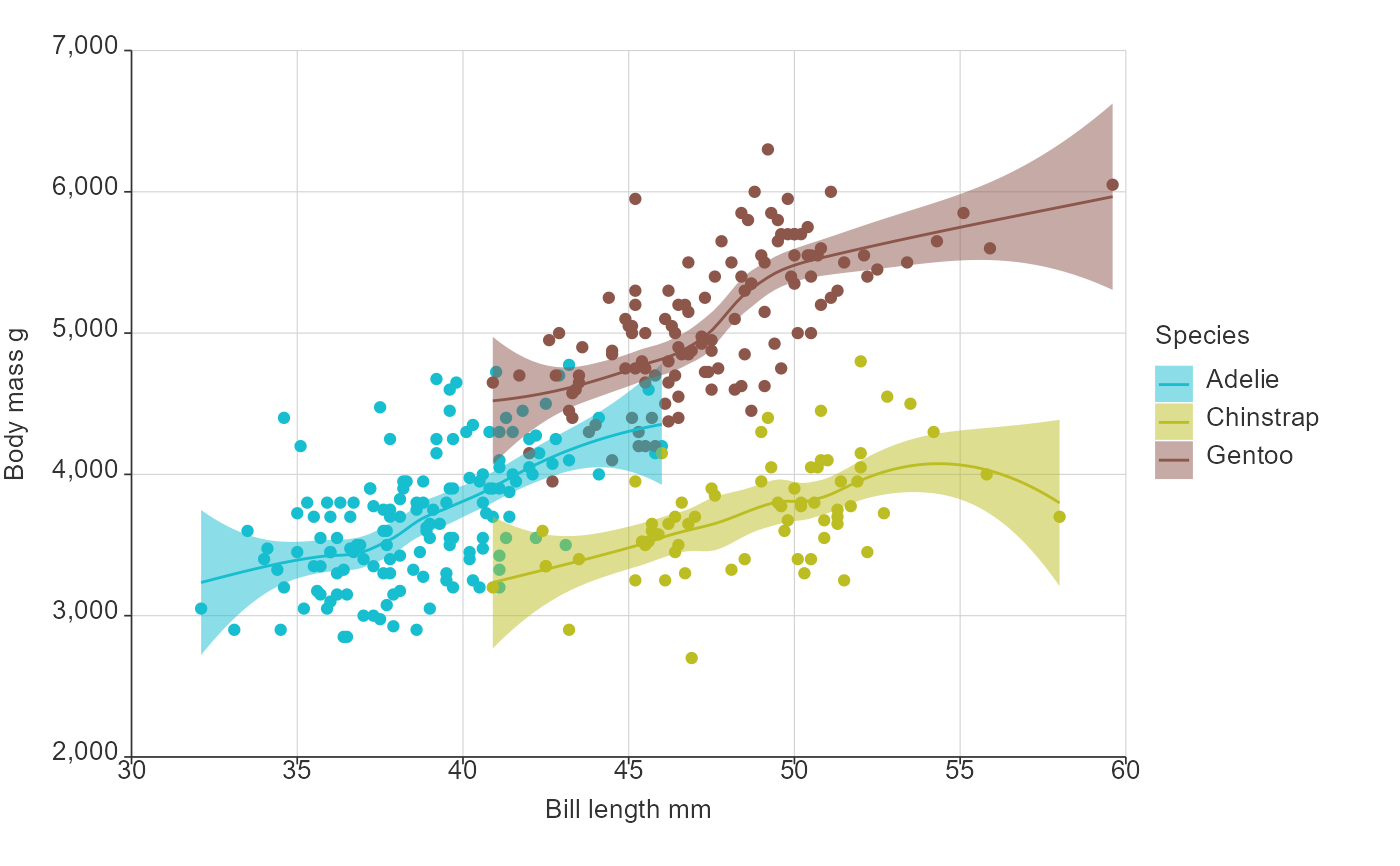 7,000
6,000
5,000
4,000
3,000
2,000
30 35 40 45 50 55 60
Bill length mm
Body mass g
Species
Adelie
Chinstrap
Gentoo